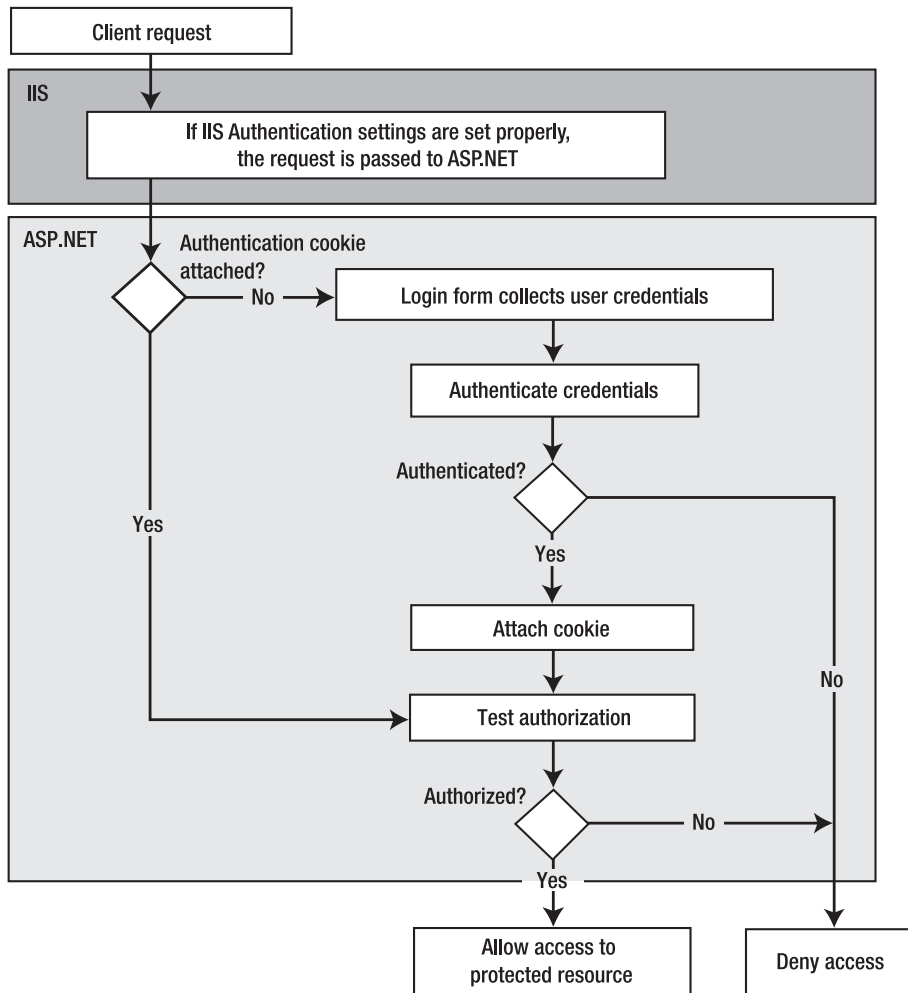 Client request
IIS
If IIS Authentication settings are set properly,
the request is passed to ASP.NET
ASP.NET
Authentication cookie
attached?
No
Login form collects user credentials
Authenticate credentials
Authenticated?
Yes
Yes
Attach cookie
No
Test authorization
Authorized?
No
Yes
Allow access to
protected resource
Deny access